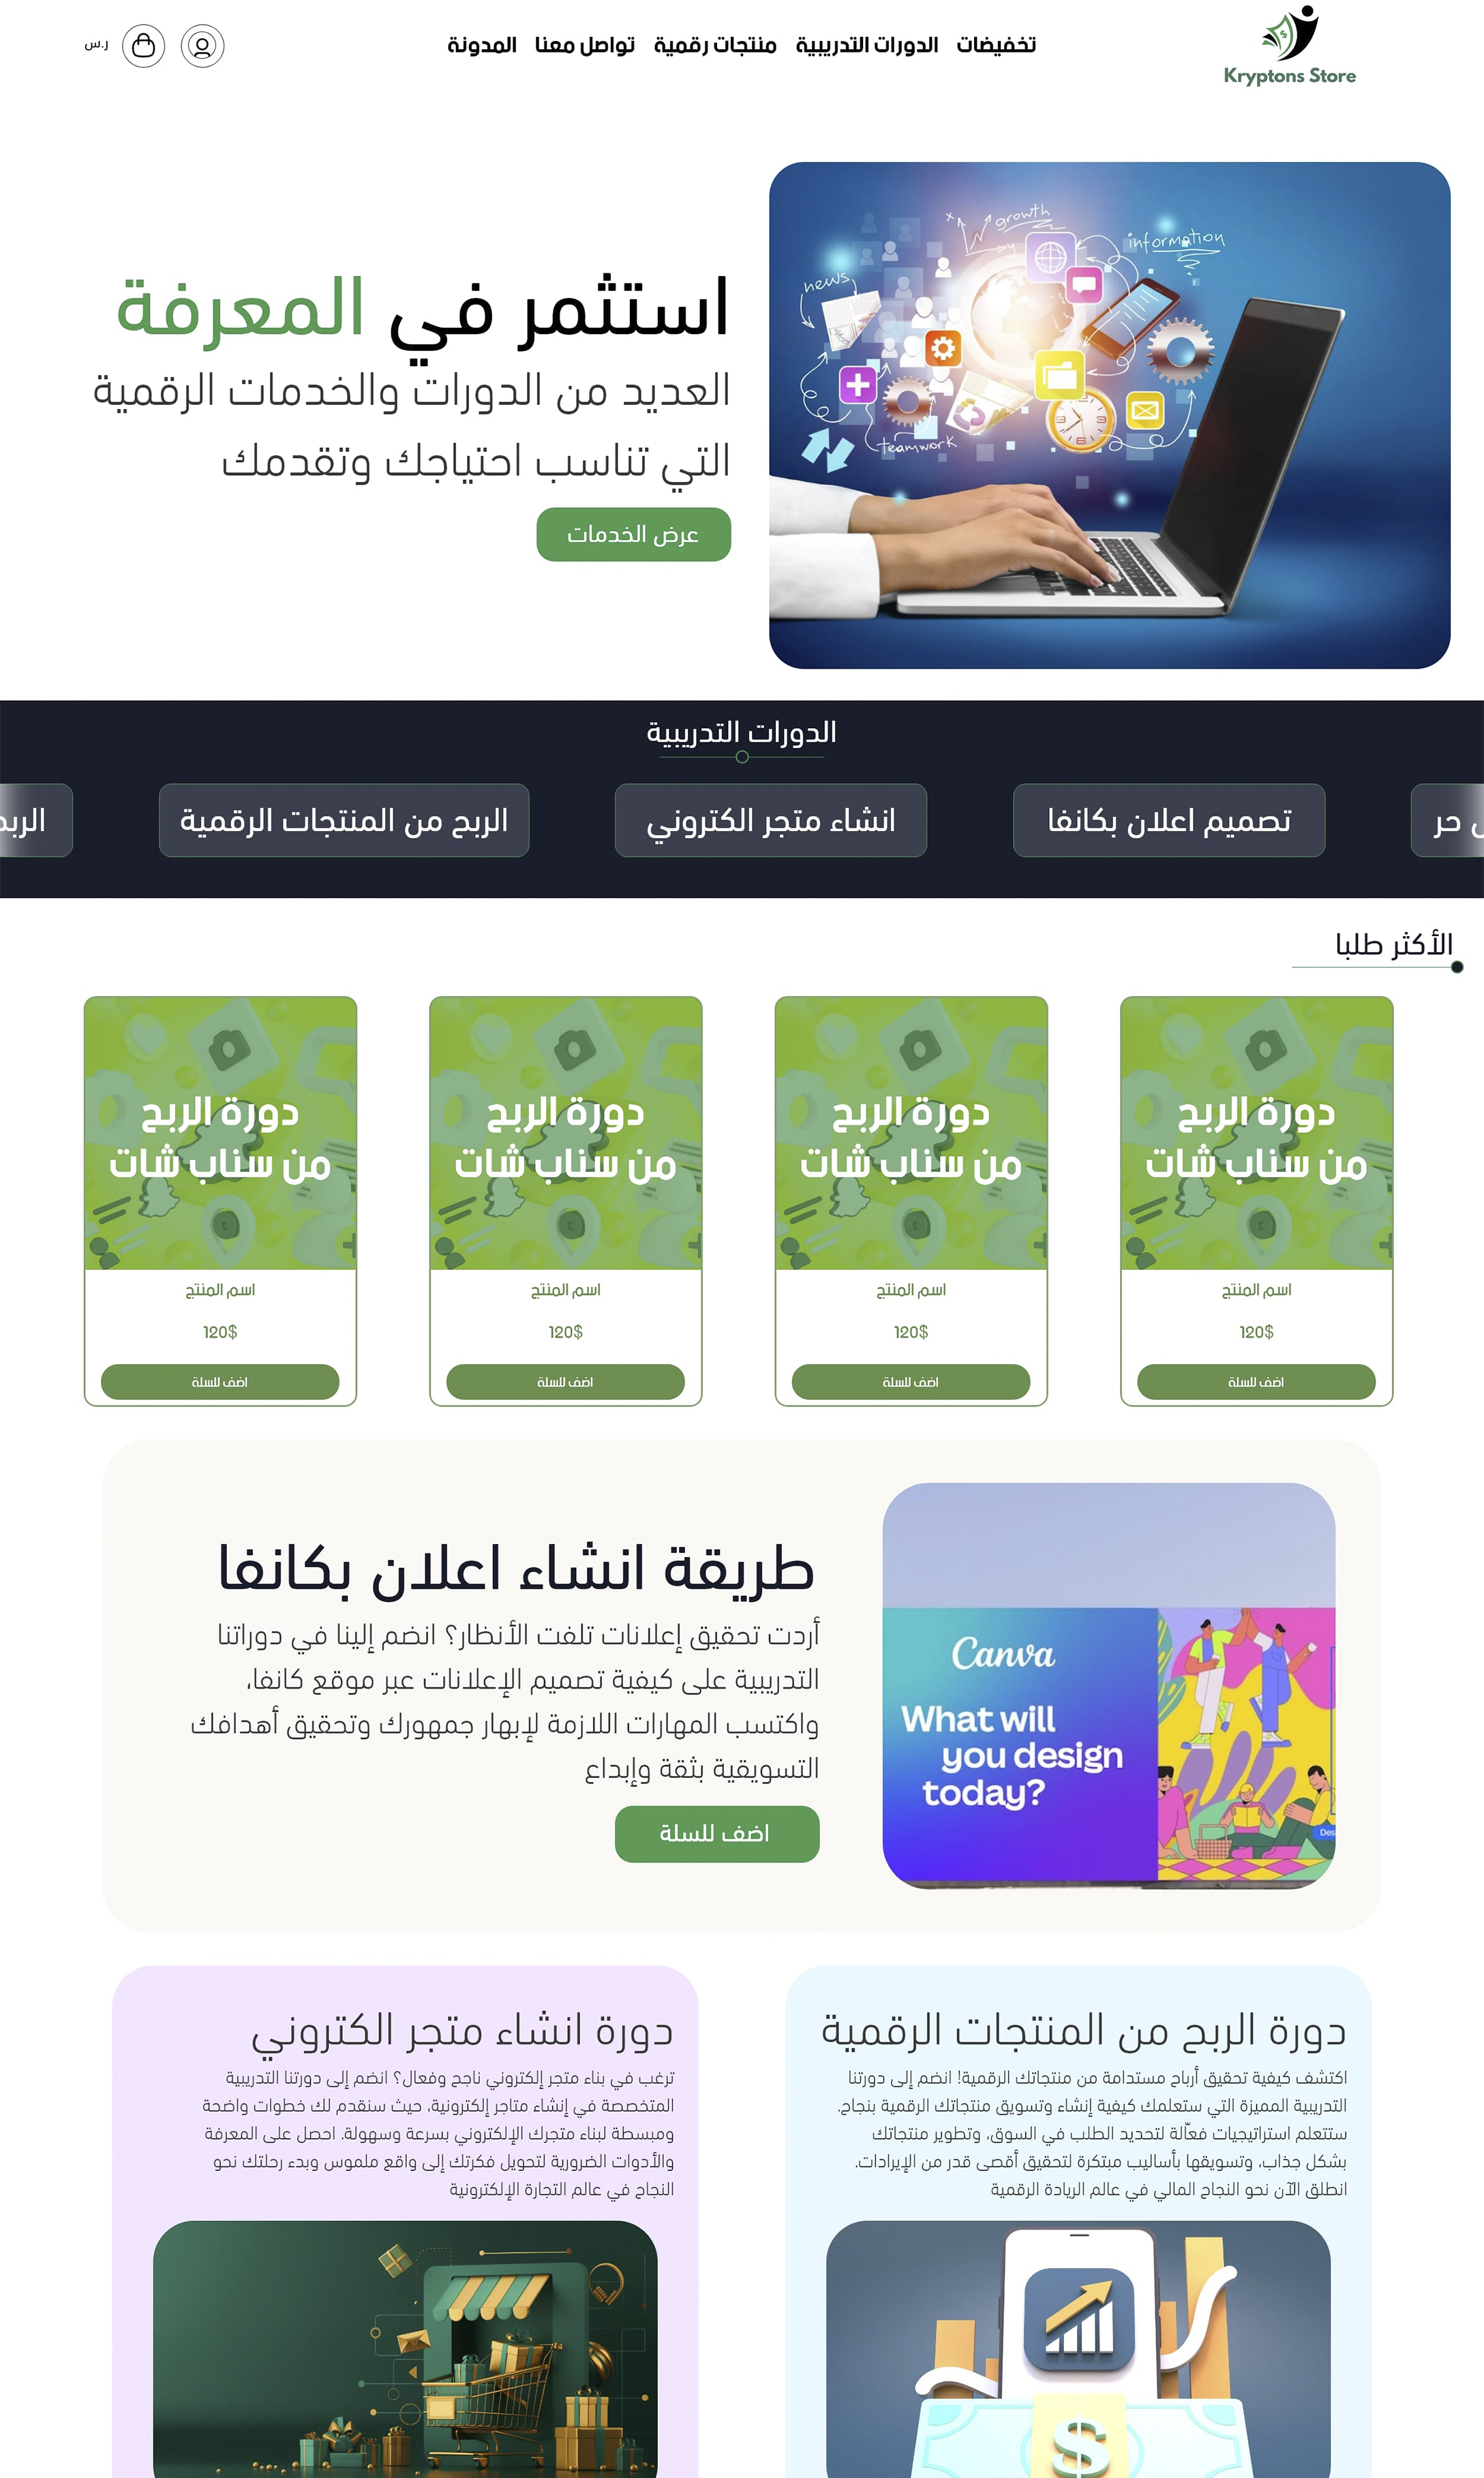 Kryptons Store
تخفيضات
الدورات التدريبية
منتجات رقمية
تواصل معنا
المدونة
ر.س
growth
information
news
teamwork
استثمر في المعرفة
العديد من الدورات والخدمات الرقمية
التي تناسب احتياجك وتقدمك
عرض الخدمات
الدورات التدريبية
حر
تصميم اعلان بكانفا
انشاء متجر الكتروني
الربح من المنتجات الرقمية
الأكثر طلبا
دورة الربح
من سناب شات
اسم المنتج
120$
اضف للسلة
دورة الربح
من سناب شات
اسم المنتج
120$
اضف للسلة
دورة الربح
من سناب شات
اسم المنتج
120$
اضف للسلة
دورة الربح
من سناب شات
اسم المنتج
120$
اضف للسلة
Canva
What will
you design
today?
طريقة انشاء اعلان بكانفا
أردت تحقيق إعلانات تلفت الأنظار؟ انضم إلينا في دوراتنا
التدريبية على كيفية تصميم الإعلانات عبر موقع كانفا،
واكتسب المهارات اللازمة لإبهار جمهورك وتحقيق أهدافك
التسويقية بثقة وإبداع
اضف للسلة
دورة الربح من المنتجات الرقمية
اكتشف كيفية تحقيق أرباح مستدامة من منتجاتك الرقمية! انضم إلى دورتنا
التدريبية المميزة التي ستعلمك كيفية إنشاء وتسويق منتجاتك الرقمية بنجاح.
ستتعلم استراتيجيات فعّالة لتحديد الطلب في السوق، وتطوير منتجاتك
بشكل جذاب، وتسويقها بأساليب مبتكرة لتحقيق أقصى قدر من الإيرادات.
انطلق الآن نحو النجاح المالي في عالم الريادة الرقمية
$
دورة انشاء متجر الكتروني
ترغب في بناء متجر إلكتروني ناجح وفعال؟ انضم إلى دورتنا التدريبية
المتخصصة في إنشاء متاجر إلكترونية، حيث سنقدم لك خطوات واضحة
ومبسطة لبناء متجرك الإلكتروني بسرعة وسهولة. احصل على المعرفة
والأدوات الضرورية لتحويل فكرتك إلى واقع ملموس وبدء رحلتك نحو
النجاح في عالم التجارة الإلكترونية